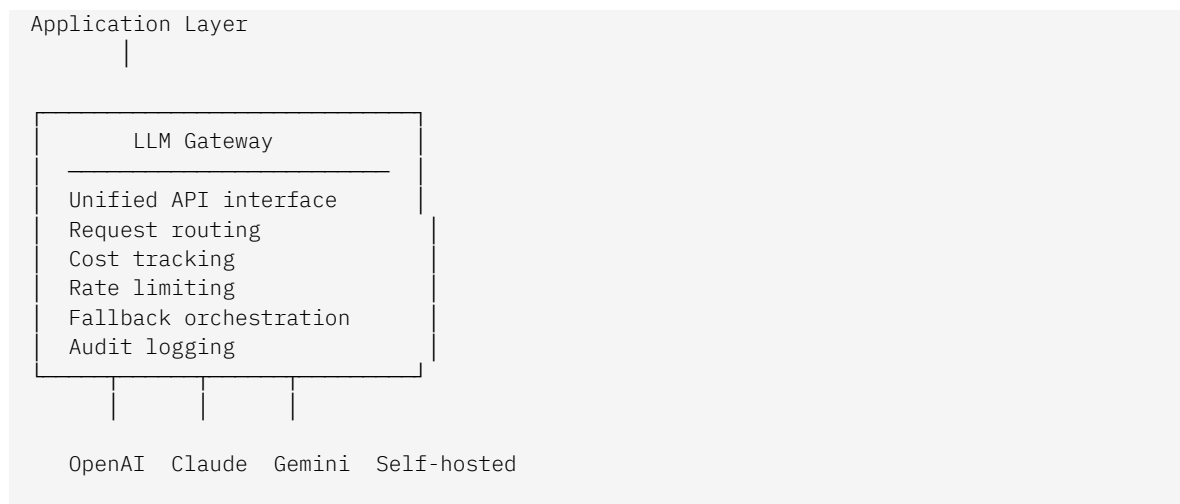 Application Layer
LLM Gateway
Unified API interface
Request routing
Cost tracking
Rate limiting
Fallback orchestration
Audit logging
OpenAI Claude Gemini Self-hosted